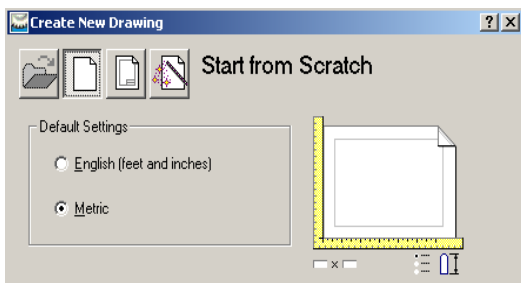 Create New Drawing
Start from Scratch
Default Settings
English (feet and inches)
Metric